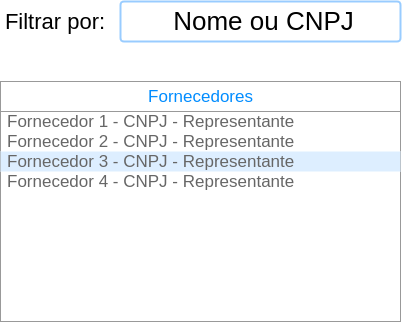 Filtrar por: Nome ou CNPJ
Fornecedores
Fornecedor 1 - CNPJ - Representante
Fornecedor 2 - CNPJ - Representante
Fornecedor 3 - CNPJ - Representante
Fornecedor 4 - CNPJ - Representante